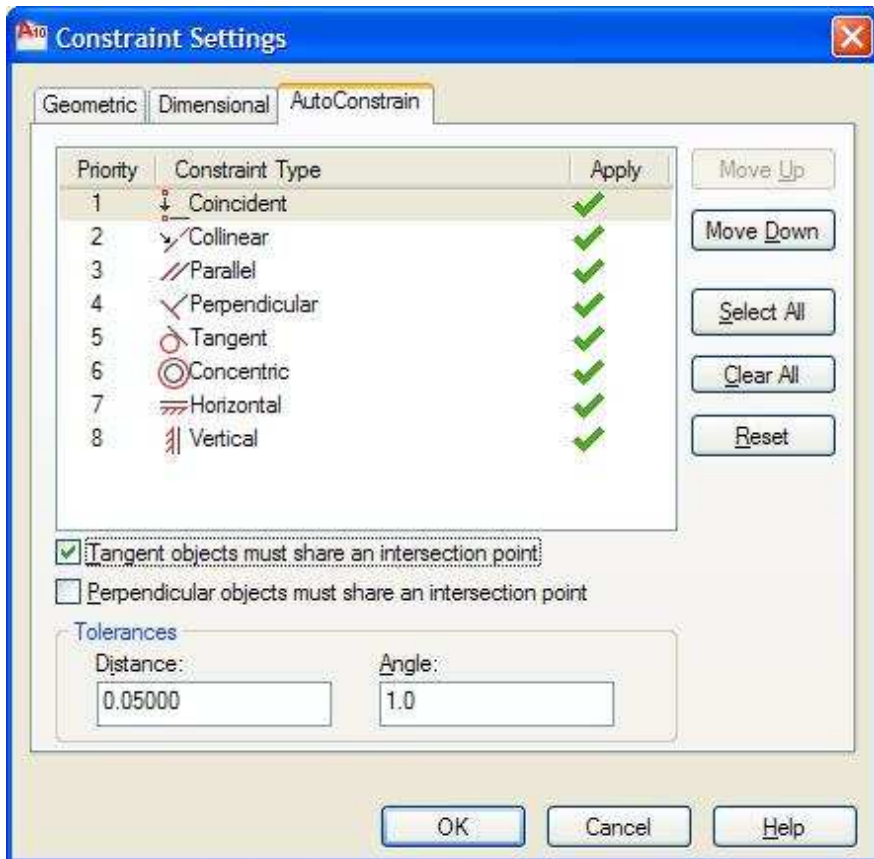 A10 Constraint Settings
Geometric Dimensional AutoConstrain
Priority Constraint Type Apply Move Up
1 Coincident
2 Collinear Move Down
3 Parallel
4 Perpendicular Select All
5 Tangent
6 Concentric Clear All
7 Horizontal
8 Vertical Reset
Tangent objects must share an intersection point
Perpendicular objects must share an intersection point
Tolerances
Distance: Angle:
0.05000 1.0
OK Cancel Help